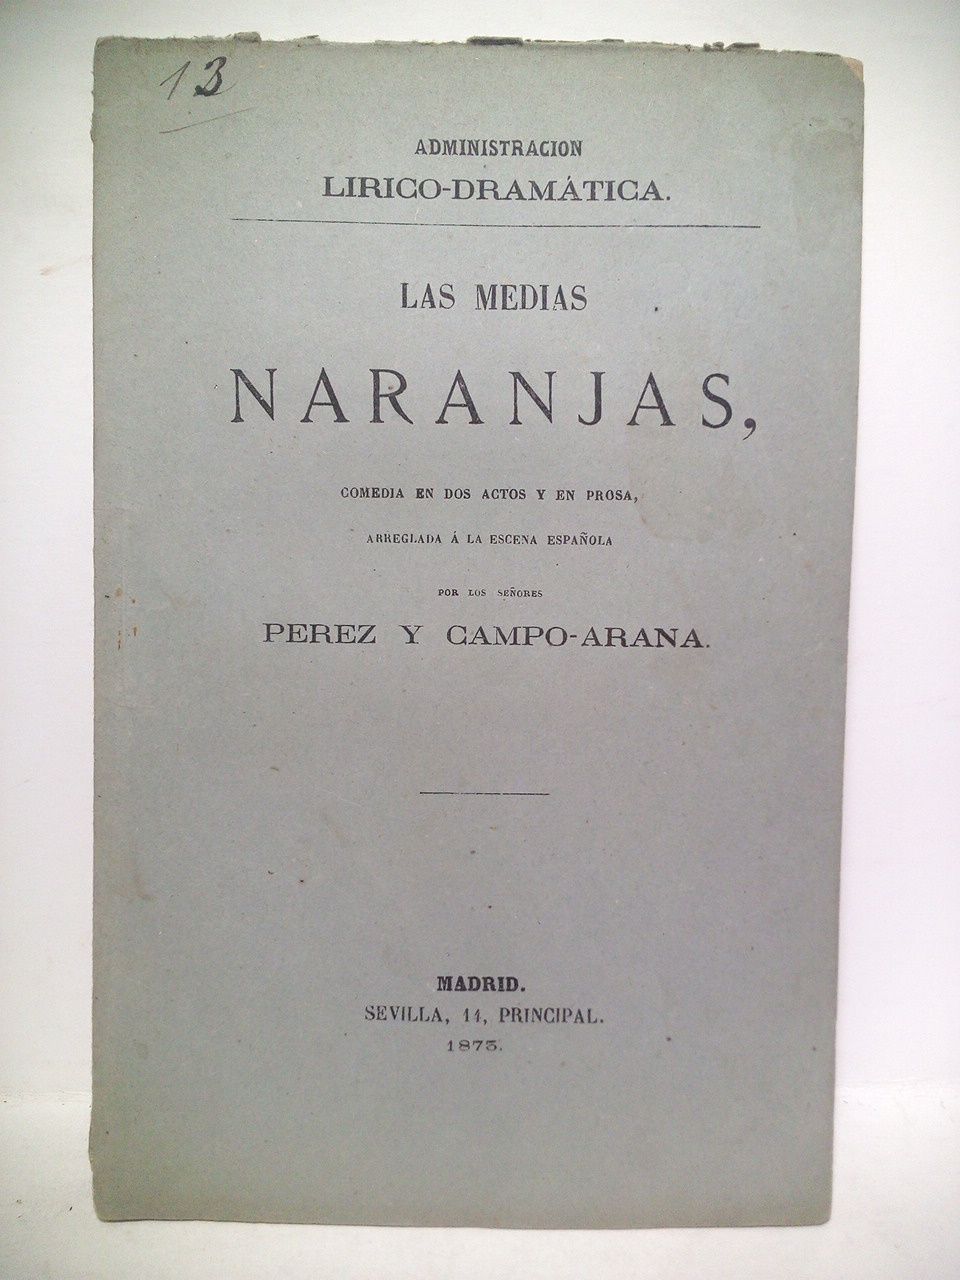 13
ADMINISTRACION
LIRICO-DRAMÁTICA.
LAS MEDIAS
NARANJAS,
COMEDIA EN DOS ACTOS Y EN PROSA,
ARREGLADA Á LA ESCENA ESPAÑOLA
POR LOS SEÑORES
PEREZ Y CAMPO-ARANA.
MADRID.
SEVILLA, 14, PRINCIPAL.
1873.